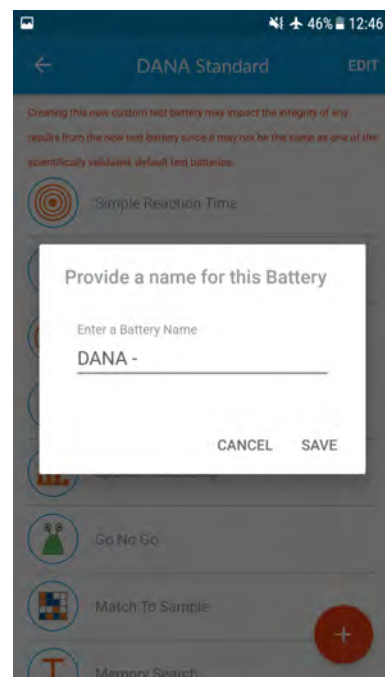 46% 12:46
DANA Standard EDIT
Creating this new custom test battery may impact the integrity of any
results from the new test battery since it may not be the same as one of the
scientifically validated, default test batteries.
Simple Reaction Time
Provide a name for this Battery
Enter a Battery Name
DANA -
CANCEL SAVE
Go No Go
Match To Sample
Memory Search